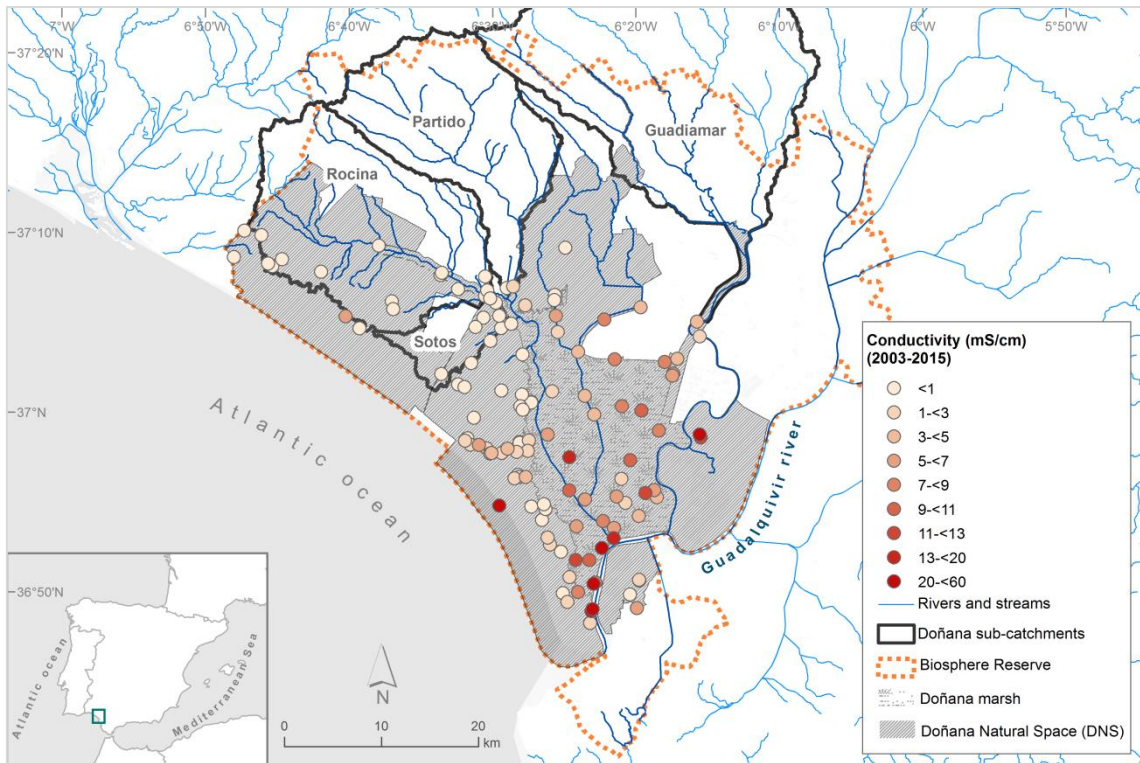 6°50'W
6°40'W
6°30'W
6°20'W
6°10'W
6°0'W
5°50'W
37°20'N
37°10'N
37°N
36°50'N
Partido
Guadiamar
Rocina
Sotos
Atlantic ocean
Guadalquivir river
Conductivity (mS/cm)
(2003-2015)
<1
1-<3
3-<5
5-<7
7-<9
9-<11
11-<13
13-<20
20-<60
Rivers and streams
Doñana sub-catchments
Biosphere Reserve
Doñana marsh
Doñana Natural Space (DNS)
N
0
10
20
km
Atlantic ocean
Mediterranean Sea